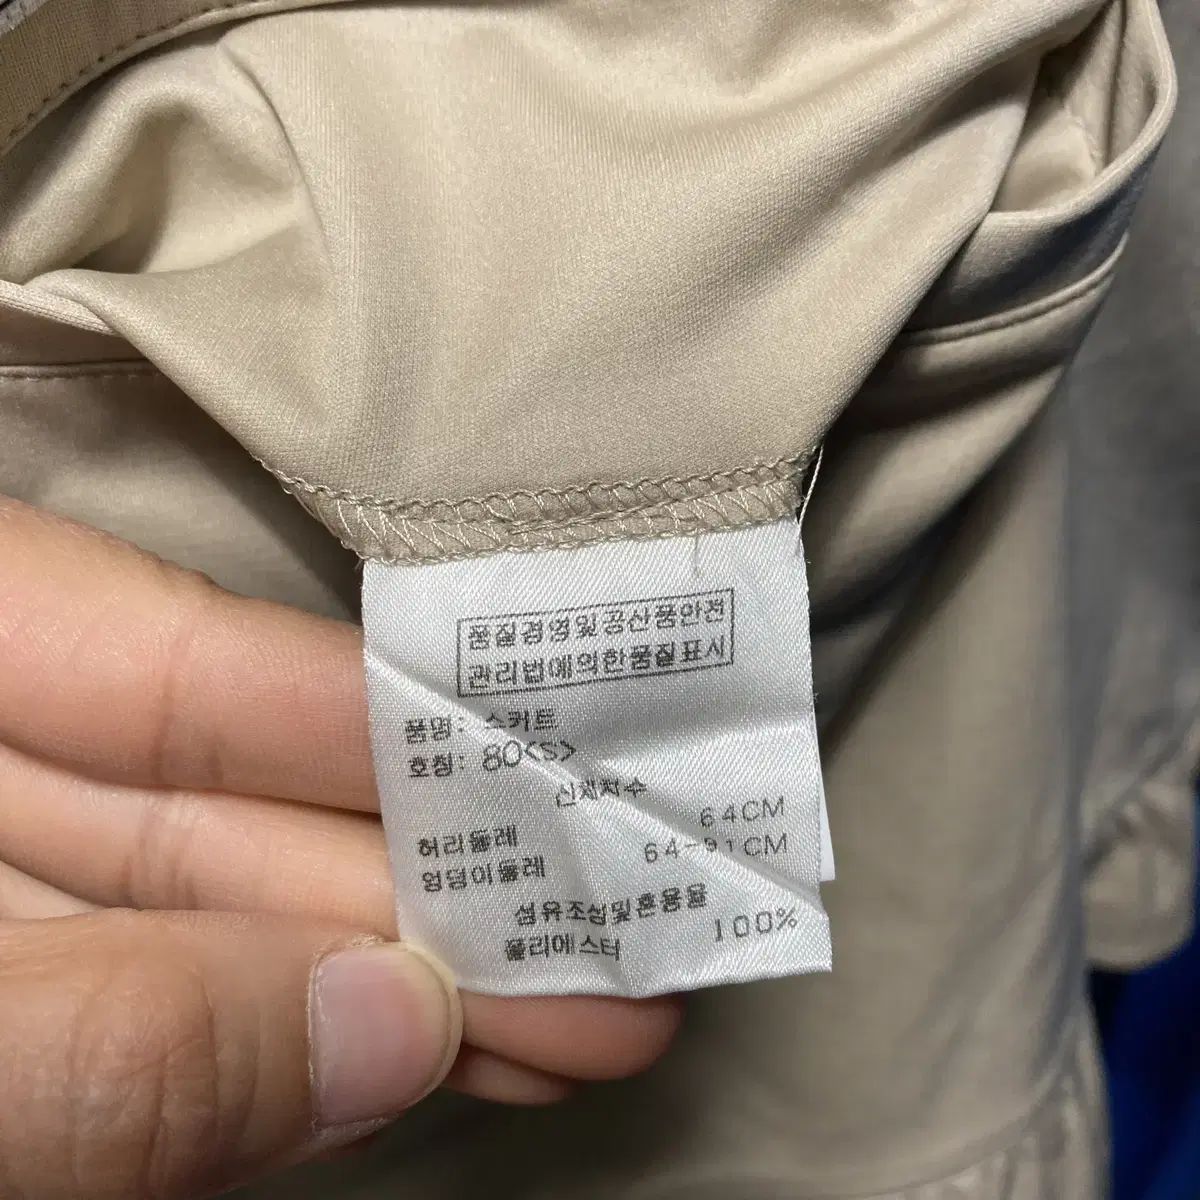 품질경영및공산품안전
관리법에의한품질표시
품명: 스커트
호칭: 80<S>
신체치수
허리둘레 64CM
엉덩이둘레 64-91CM
섬유조성및혼용율
폴리에스터 100%